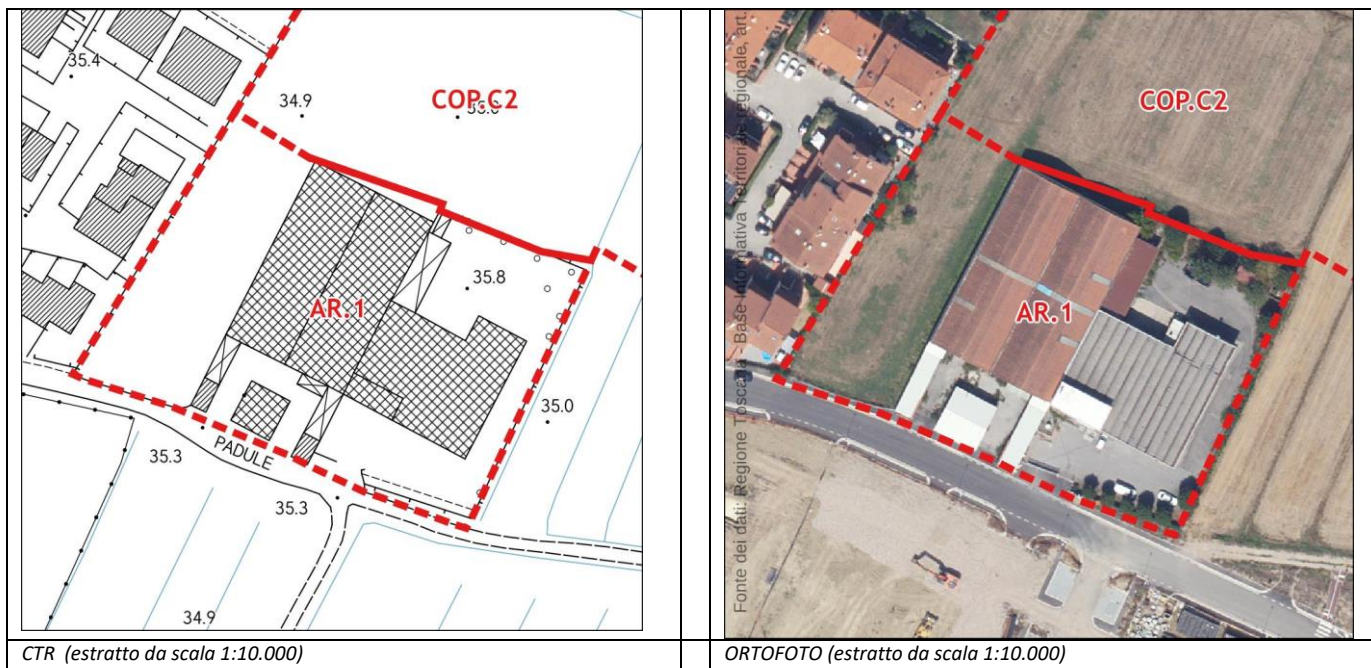 35.4
34.9
COP.C2
AR.1
35.8
35.0
35.3
PADULE
35.3
34.9
CTR (estratto da scala 1:10.000)
Fonte dei dati: Regione Toscana - Base Informativa Territoriale regionale, art.
COP.C2
AR.1
ORTOFOTO (estratto da scala 1:10.000)